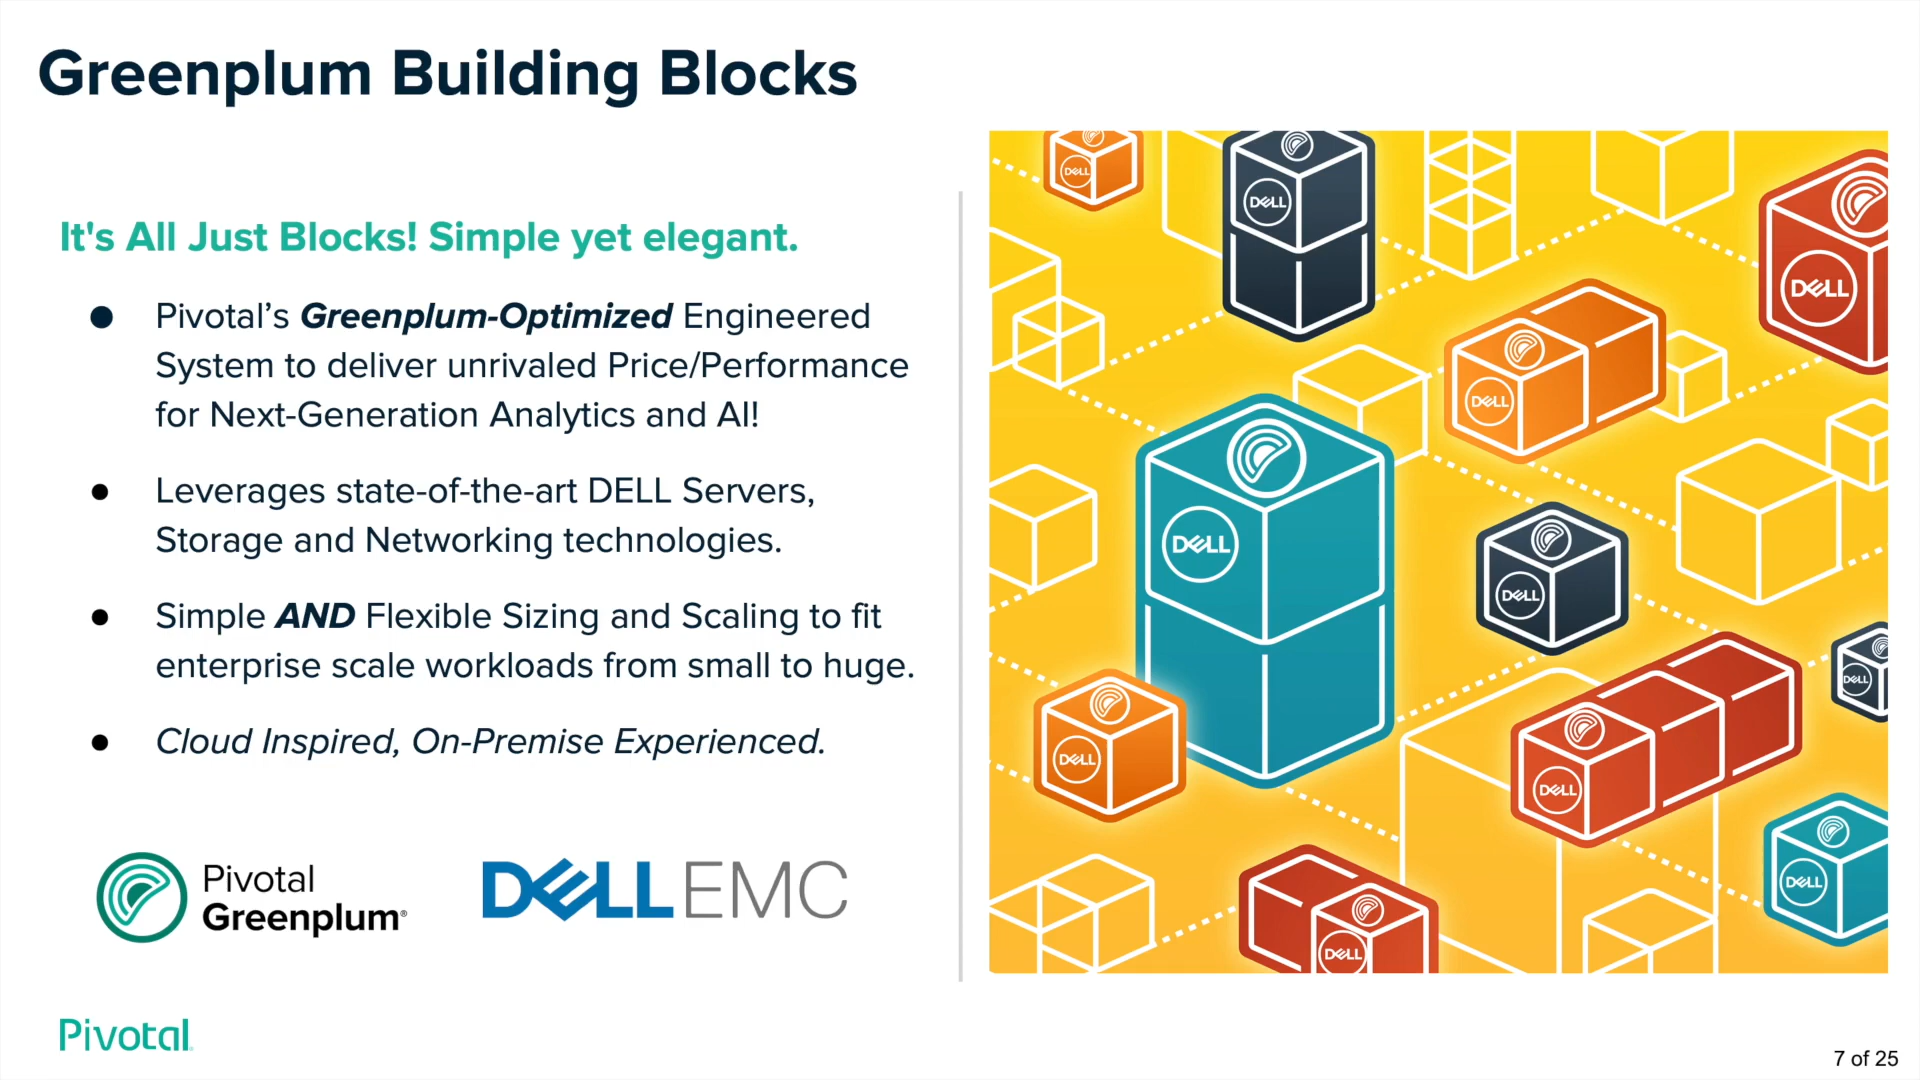 Greenplum Building Blocks
It's All Just Blocks! Simple yet elegant.
● Pivotal’s Greenplum-Optimized Engineered
System to deliver unrivaled Price/Performance
for Next-Generation Analytics and AI!
● Leverages state-of-the-art DELL Servers,
Storage and Networking technologies.
● Simple AND Flexible Sizing and Scaling to fit
enterprise scale workloads from small to huge.
● Cloud Inspired, On-Premise Experienced.
Pivotal
Greenplum®
DELL EMC
DELL
DELL
DELL
DELL
DELL
DELL
DELL
DELL
DELL
DELL
DELL
Pivotal
7 of 25